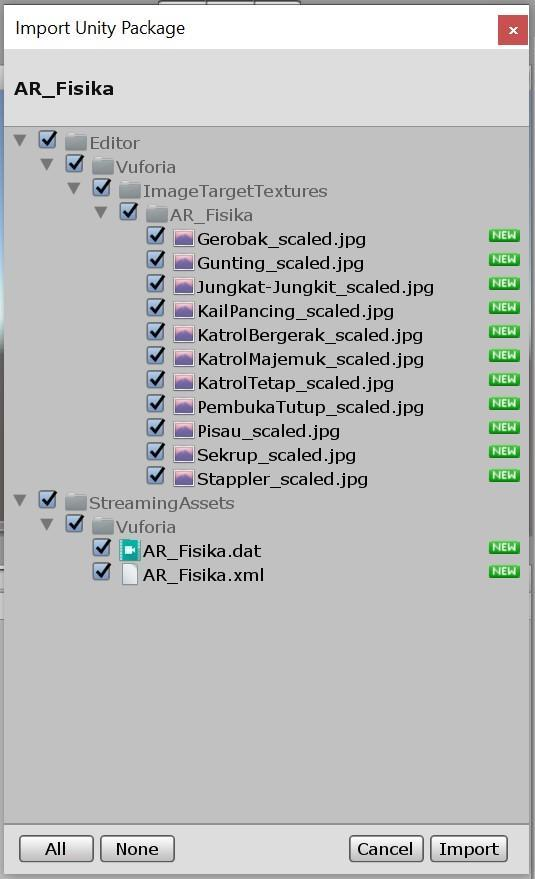 Import Unity Package
x
AR_Fisika
Editor
Vuforia
ImageTargetTextures
AR_Fisika
Gerobak_scaled.jpg NEW
Gunting_scaled.jpg NEW
Jungkat-Jungkit_scaled.jpg NEW
KailPancing_scaled.jpg NEW
KatrolBergerak_scaled.jpg NEW
KatrolMajemuk_scaled.jpg NEW
KatrolTetap_scaled.jpg NEW
PembukaTutup_scaled.jpg NEW
Pisau_scaled.jpg NEW
Sekrup_scaled.jpg NEW
Stappler_scaled.jpg NEW
StreamingAssets
Vuforia
AR_Fisika.dat NEW
AR_Fisika.xml NEW
All None Cancel Import